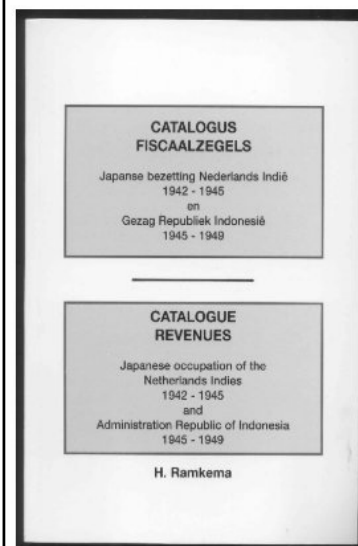 CATALOGUS
FISCAALZEGELS
Japanse bezetting Nederlands Indië
1942 - 1945
en
Gezag Republiek Indonesië
1945 - 1949
CATALOGUE
REVENUES
Japanese occupation of the
Netherlands Indies
1942 - 1945
and
Administration Republic of Indonesia
1945 - 1949
H. Ramkema